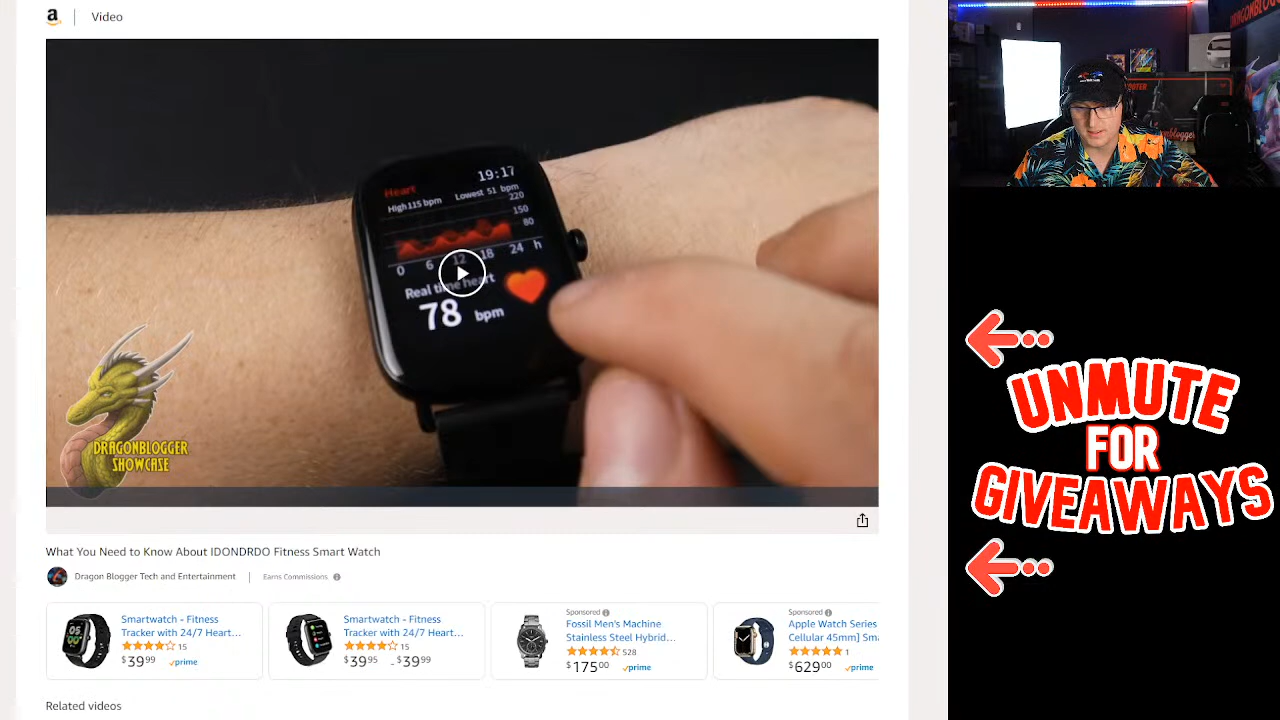 a
Video
Heart
19:17
High115 bpm
Lowest 51 bpm
220
150
80
0 6 12 18 24 h
Real time heart
78 bpm
DRAGONBLOGGER
SHOWCASE
What You Need to Know About IDONDRDO Fitness Smart Watch
Dragon Blogger Tech and Entertainment
Earns Commissions
Smartwatch - Fitness
Tracker with 24/7 Heart...
15
$39.99 prime
Smartwatch - Fitness
Tracker with 24/7 Heart...
15
$39.95 - $39.99
Sponsored
Fossil Men's Machine
Stainless Steel Hybrid...
528
$175.00 prime
Sponsored
Apple Watch Series
Cellular 45mm] Sma
1
$629.00 prime
Related videos
UNMUTE
FOR
GIVEAWAYS